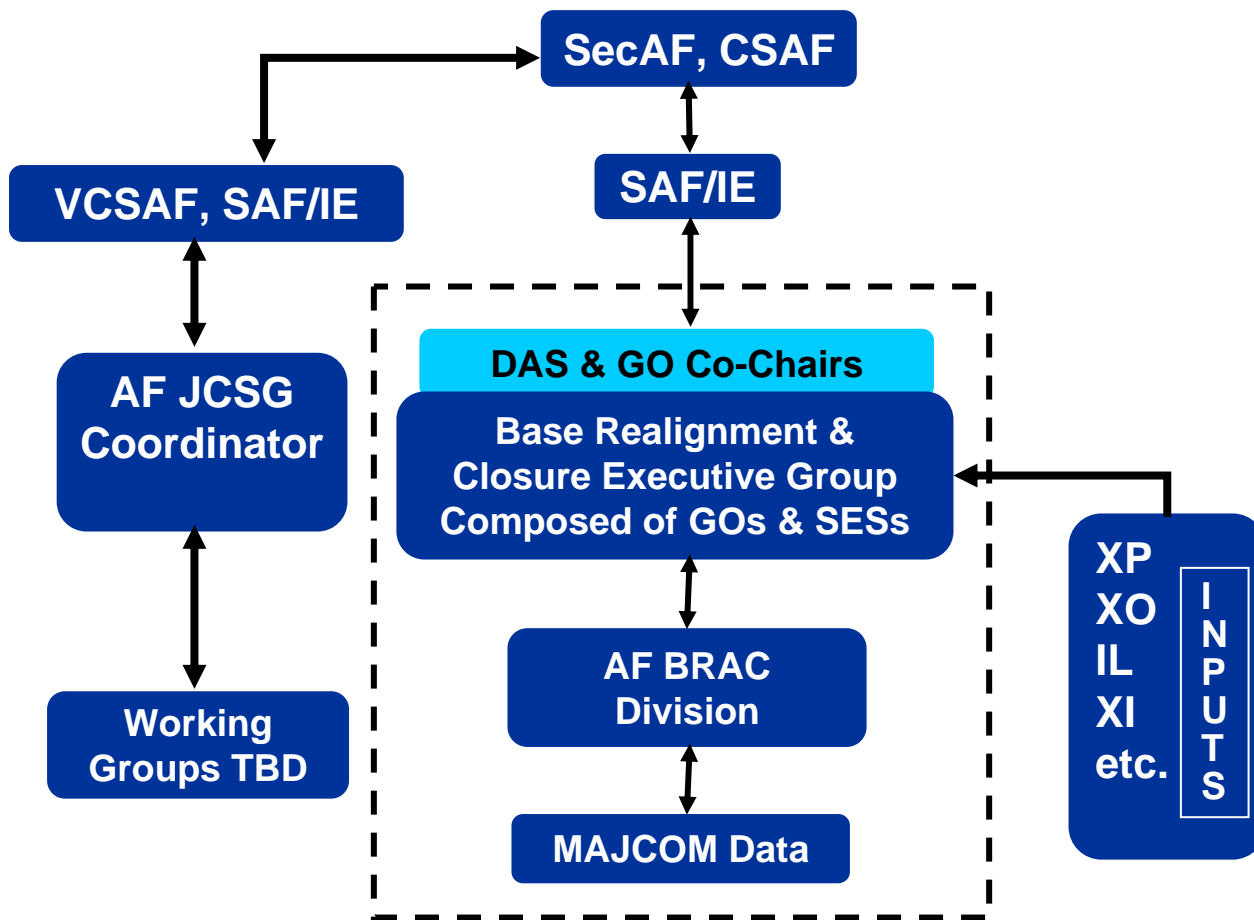 SecAF, CSAF
VCSAF, SAF/IE
SAF/IE
AF JCSG
Coordinator
Working
Groups TBD
DAS & GO Co-Chairs
Base Realignment &
Closure Executive Group
Composed of GOs & SESs
AF BRAC
Division
MAJCOM Data
XP
XO
IL
XI
etc.
INPUTS